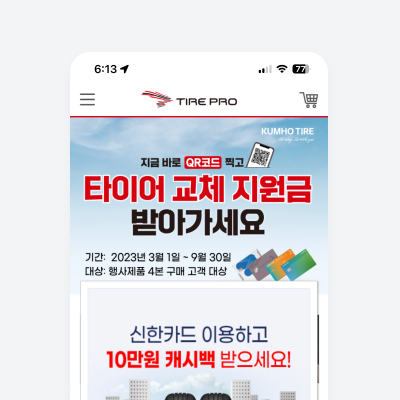 6:13
77
TIRE PRO
KUMHO TIRE
지금 바로 QR코드 찍고
타이어 교체 지원금
받아가세요
기간: 2023년 3월 1일 ~ 9월 30일
대상: 행사제품 4본 구매 고객 대상
신한카드 이용하고
10만원 캐시백 받으세요!